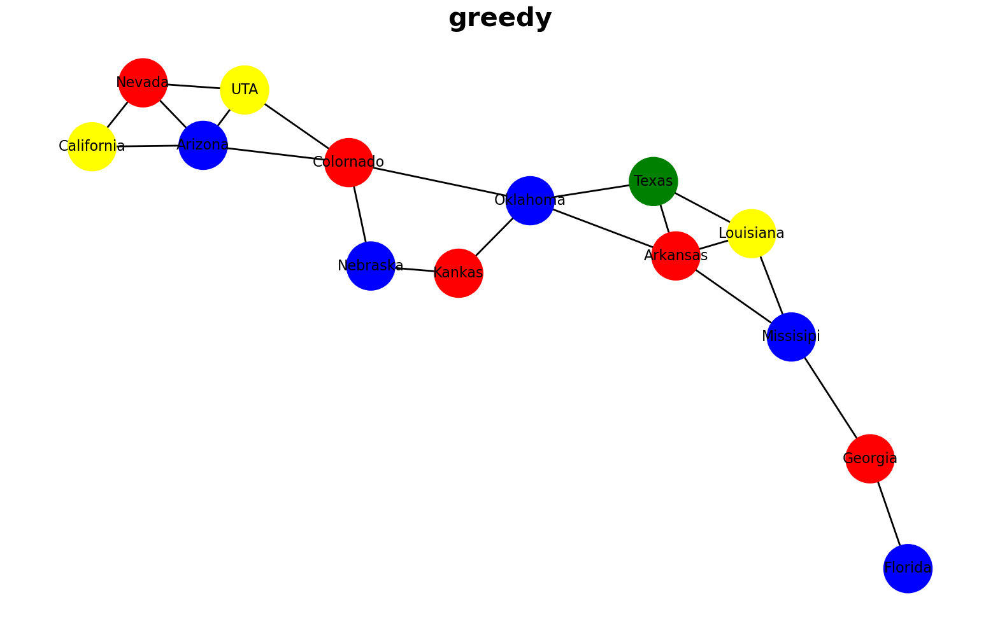 greedy
Nevada
UTA
California
Arizona
Colornado
Texas
Oklahoma
Louisiana
Arkansas
Nebraska
Kankas
Missisipi
Georgia
Florida